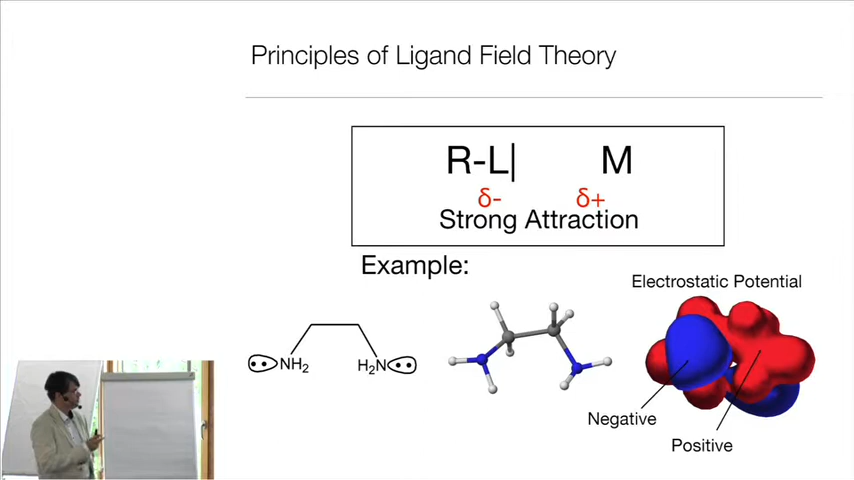 Principles of Ligand Field Theory
R-L| M
δ- δ+
Strong Attraction
Example:
Electrostatic Potential
NH₂ H₂N
Negative
Positive